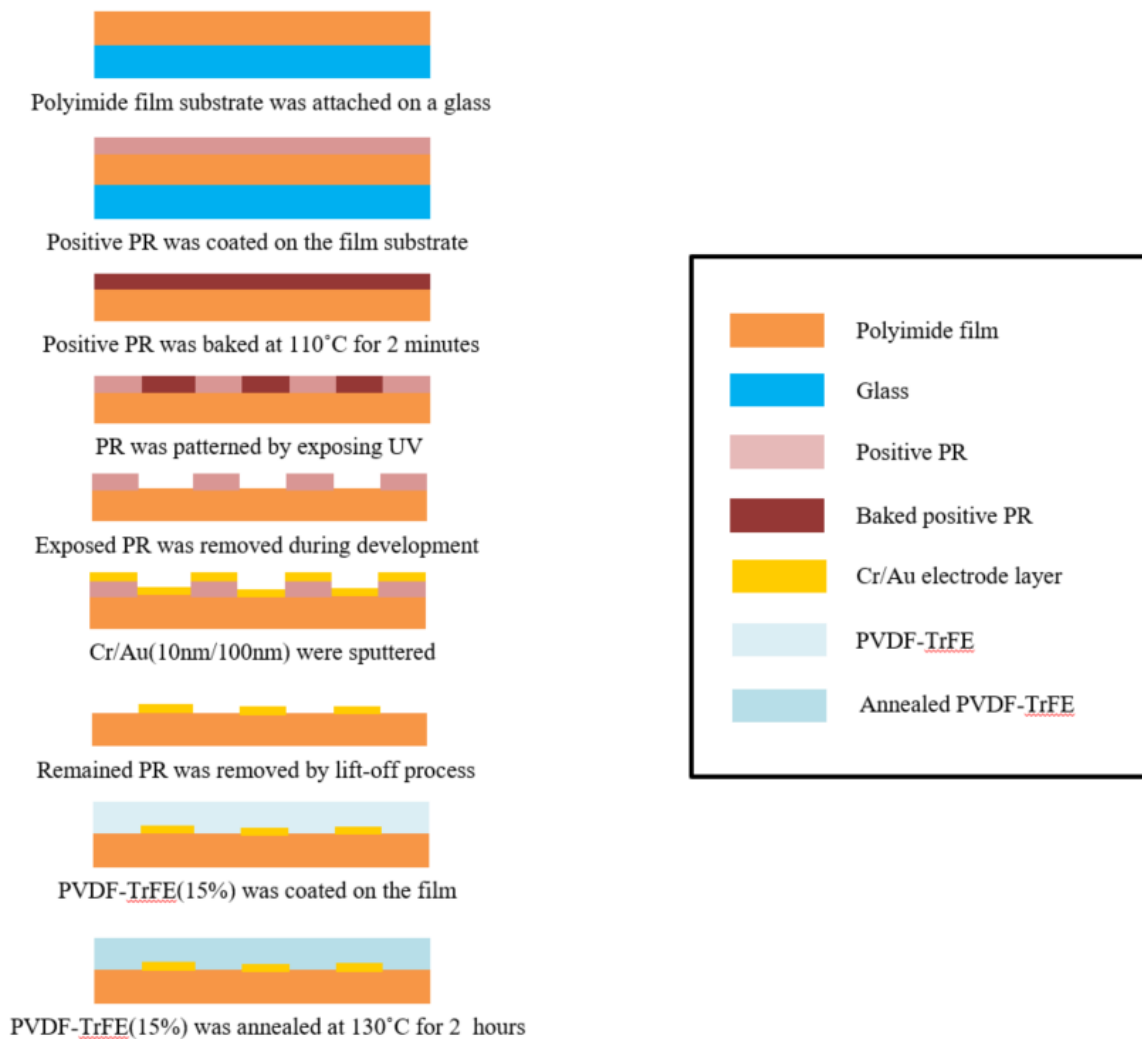 Polyimide film substrate was attached on a glass
Positive PR was coated on the film substrate
Positive PR was baked at 110˚C for 2 minutes
PR was patterned by exposing UV
Exposed PR was removed during development
Cr/Au(10nm/100nm) were sputtered
Remained PR was removed by lift-off process
PVDF-TrFE(15%) was coated on the film
PVDF-TrFE(15%) was annealed at 130˚C for 2 hours
Polyimide film
Glass
Positive PR
Baked positive PR
Cr/Au electrode layer
PVDF-TrFE
Annealed PVDF-TrFE